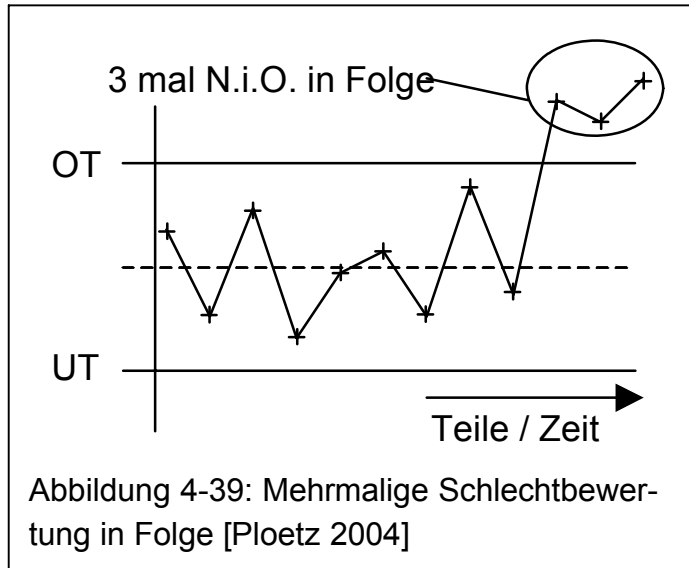 3 mal N.i.O. in Folge
OT
UT
Teile / Zeit
Abbildung 4-39: Mehrmalige Schlechtbewer-
tung in Folge [Ploetz 2004]